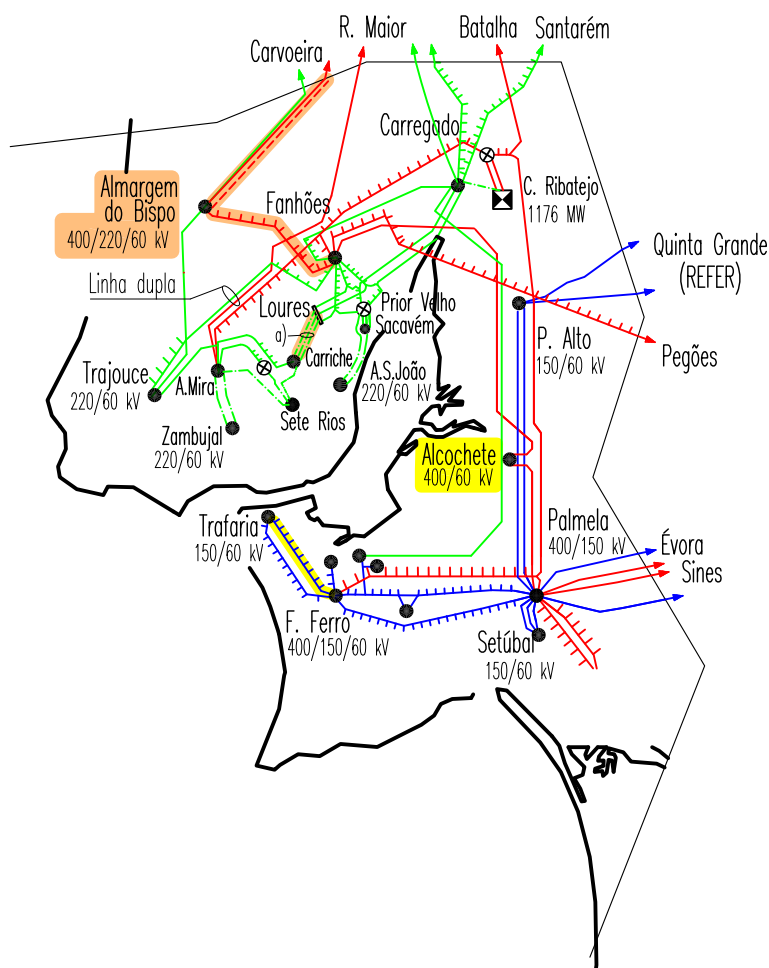 R. Maior
Batalha
Santarém
Carvoeira
Carregado
C. Ribatejo
1176 MW
Almargem
do Bispo
400/220/60 kV
Fanhões
Quinta Grande
(REFER)
Linha dupla
Loures
a)
Prior Velho
Sacavém
P. Alto
150/60 kV
Carriche
Pegões
Trajouce
220/60 kV
A.Mira
A.S.João
220/60 kV
Sete Rios
Zambujal
220/60 kV
Alcochete
400/60 kV
Trafaria
150/60 kV
Palmela
400/150 kV
Évora
Sines
F. Ferro
400/150/60 kV
Setúbal
150/60 kV